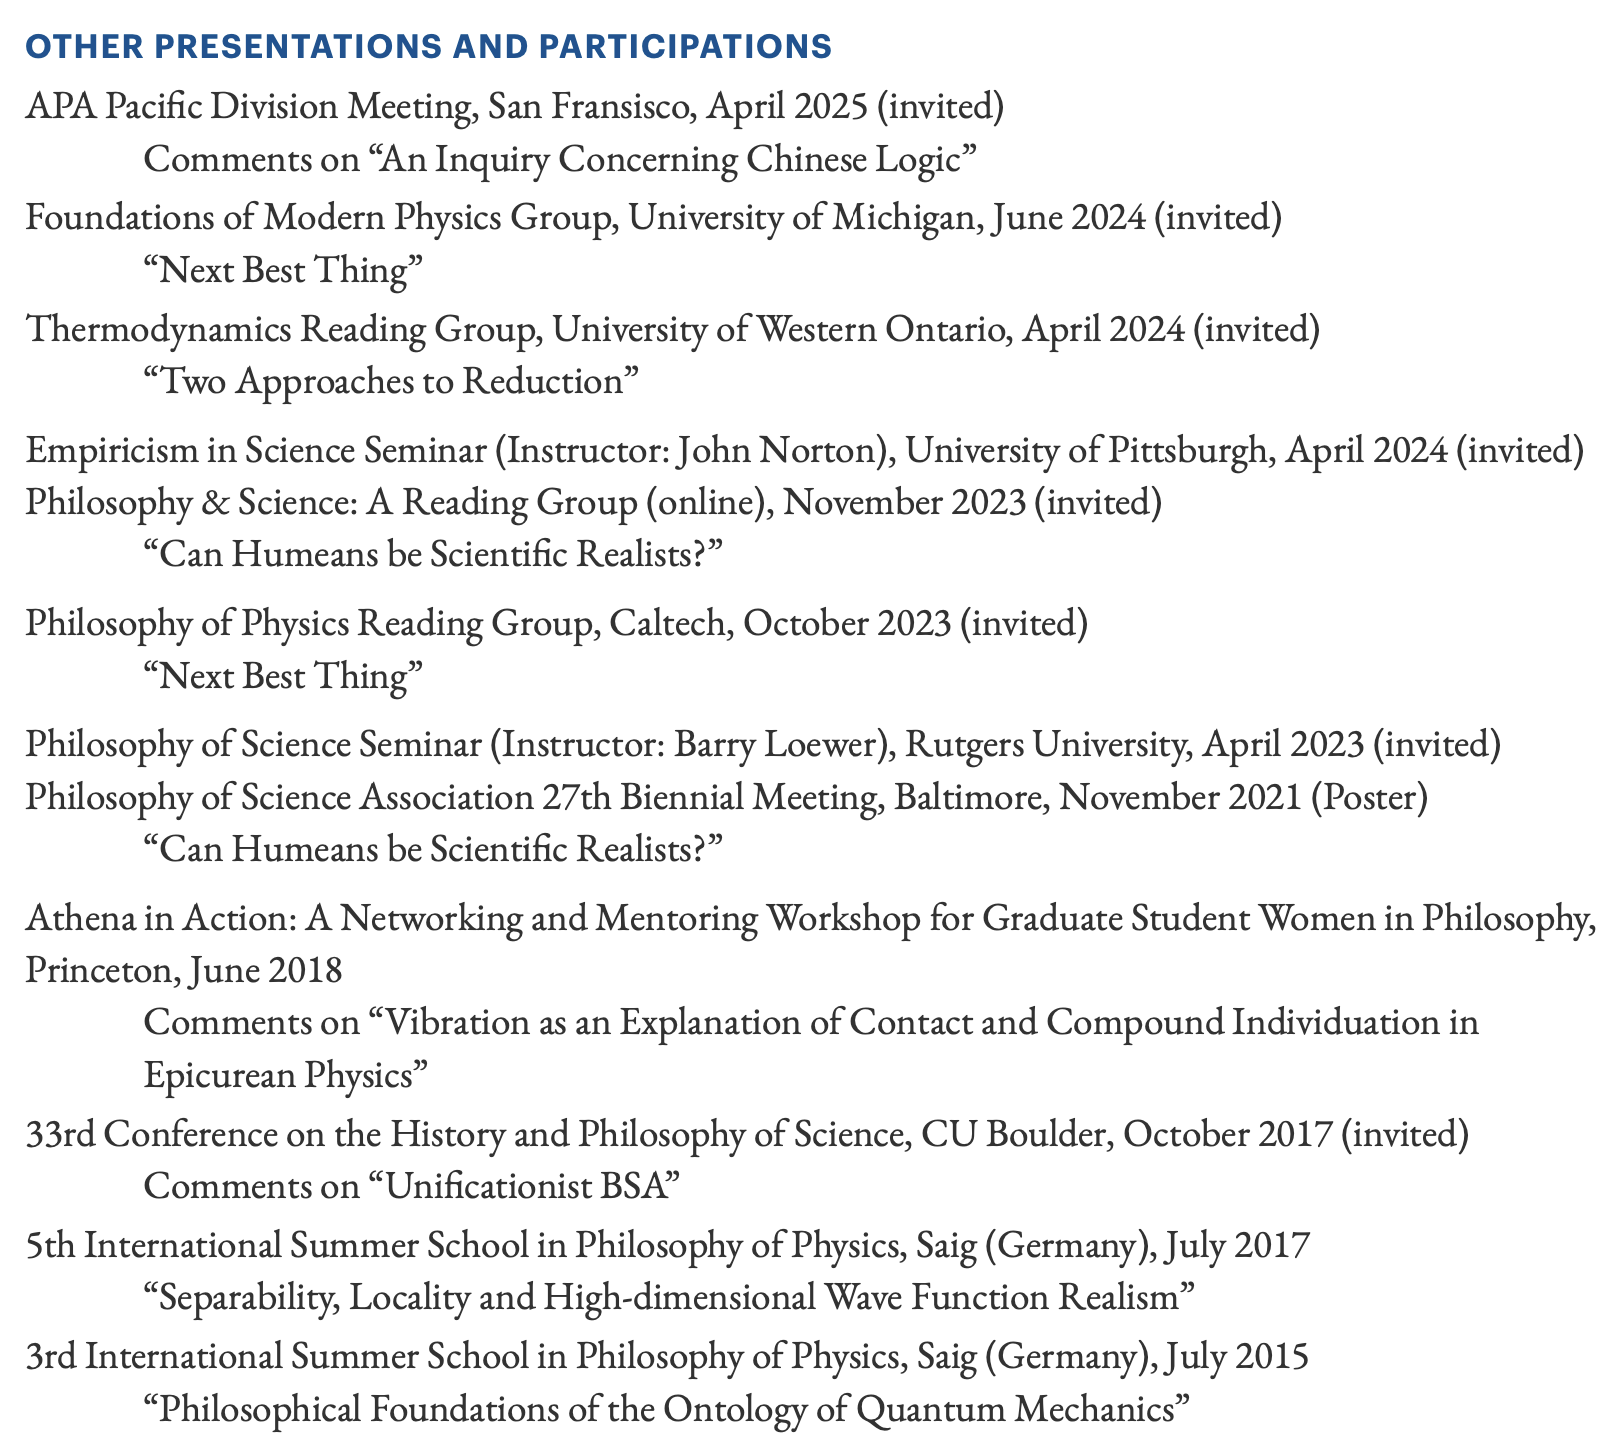 OTHER PRESENTATIONS AND PARTICIPATIONS
APA Pacific Division Meeting, San Fransisco, April 2025 (invited)
Comments on “An Inquiry Concerning Chinese Logic”
Foundations of Modern Physics Group, University of Michigan, June 2024 (invited)
“Next Best Thing”
Thermodynamics Reading Group, University of Western Ontario, April 2024 (invited)
“Two Approaches to Reduction”
Empiricism in Science Seminar (Instructor: John Norton), University of Pittsburgh, April 2024 (invited)
Philosophy & Science: A Reading Group (online), November 2023 (invited)
“Can Humeans be Scientific Realists?”
Philosophy of Physics Reading Group, Caltech, October 2023 (invited)
“Next Best Thing”
Philosophy of Science Seminar (Instructor: Barry Loewer), Rutgers University, April 2023 (invited)
Philosophy of Science Association 27th Biennial Meeting, Baltimore, November 2021 (Poster)
“Can Humeans be Scientific Realists?”
Athena in Action: A Networking and Mentoring Workshop for Graduate Student Women in Philosophy,
Princeton, June 2018
Comments on “Vibration as an Explanation of Contact and Compound Individuation in
Epicurean Physics”
33rd Conference on the History and Philosophy of Science, CU Boulder, October 2017 (invited)
Comments on “Unificationist BSA”
5th International Summer School in Philosophy of Physics, Saig (Germany), July 2017
“Separability, Locality and High-dimensional Wave Function Realism”
3rd International Summer School in Philosophy of Physics, Saig (Germany), July 2015
“Philosophical Foundations of the Ontology of Quantum Mechanics”